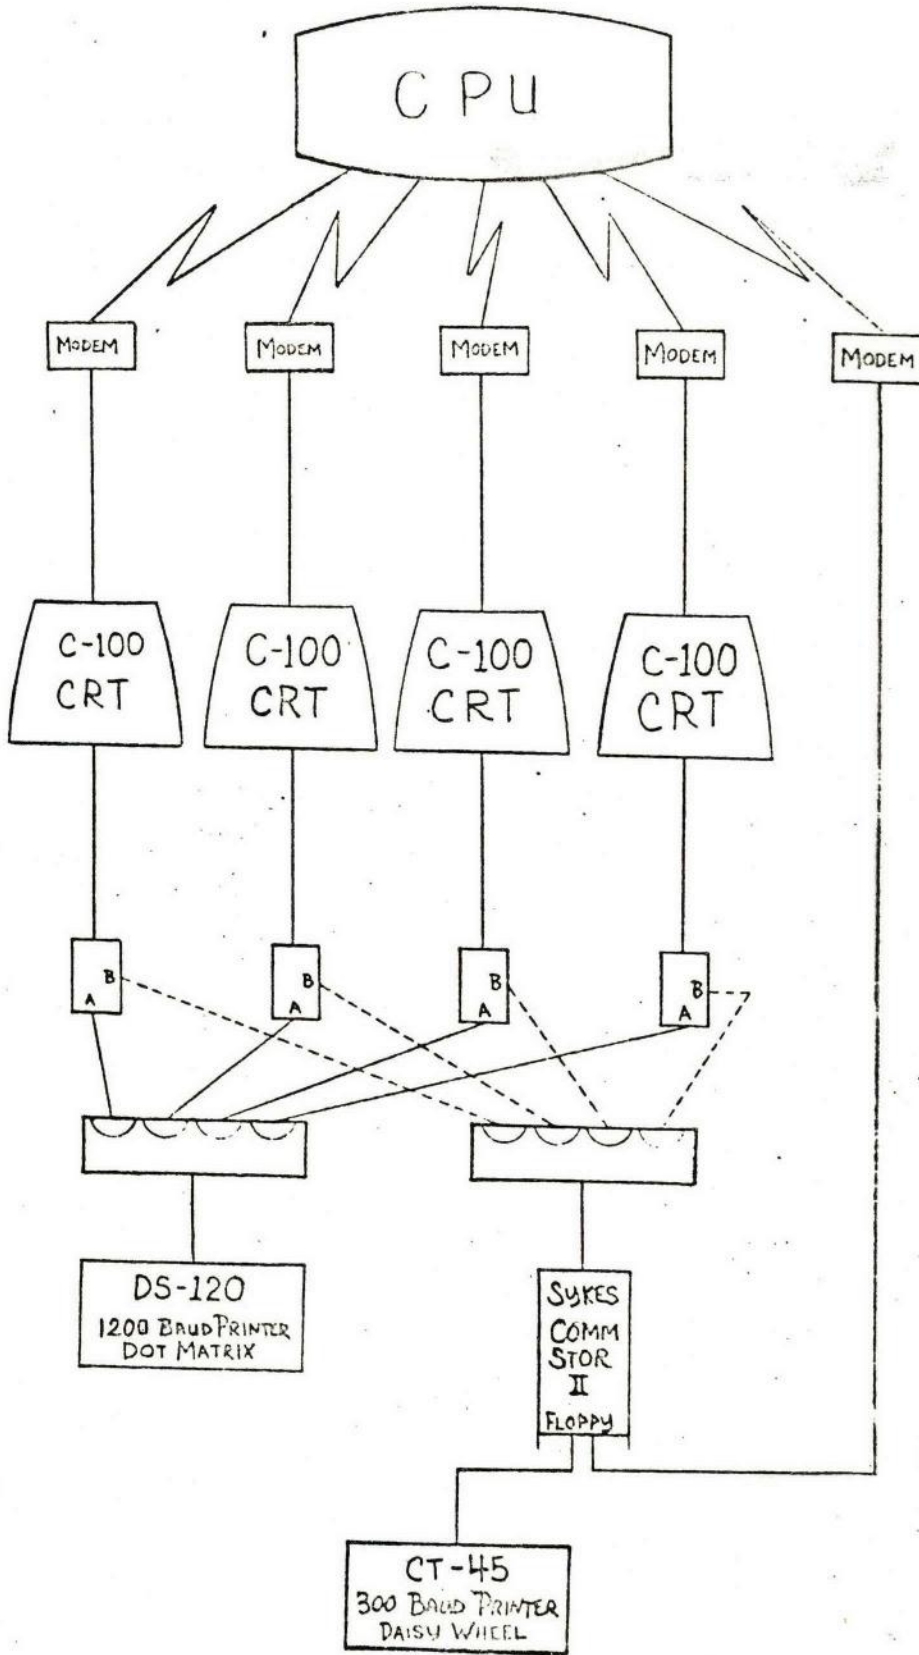 CPU
MODEM
MODEM
MODEM
MODEM
MODEM
C-100
CRT
C-100
CRT
C-100
CRT
C-100
CRT
B
A
B
A
B
A
B
A
DS-120
1200 BAUD PRINTER
DOT MATRIX
SYKES
COMM
STOR
II
FLOPPY
CT-45
300 BAUD PRINTER
DAISY WHEEL